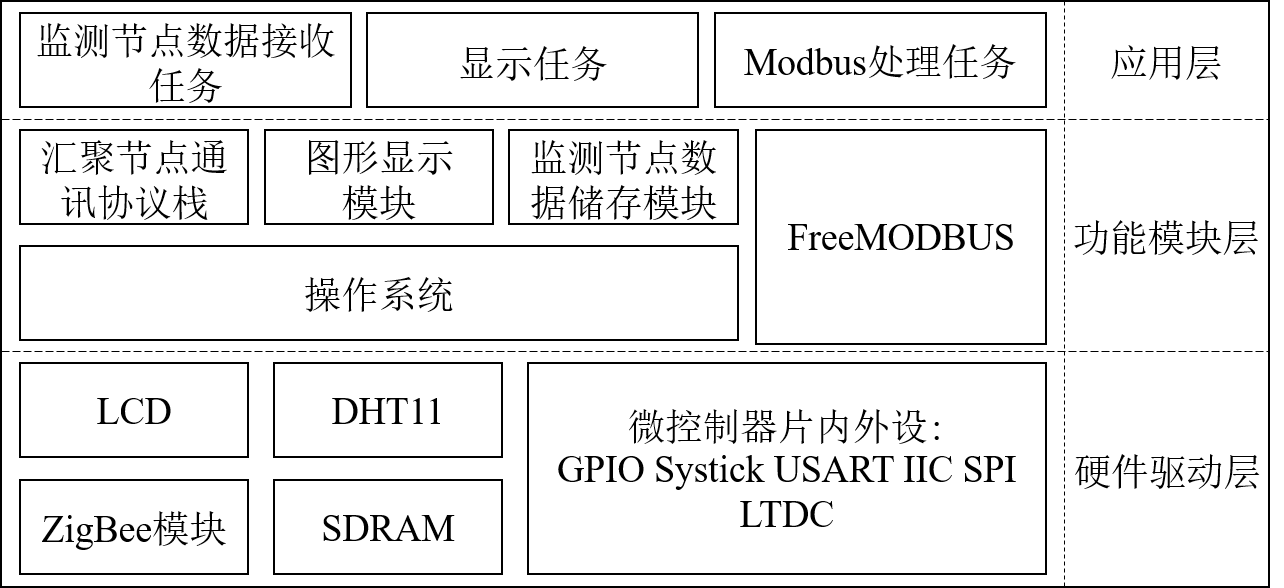 监测节点数据接收
任务
显示任务
Modbus处理任务
应用层
汇聚节点通
讯协议栈
图形显示
模块
监测节点数
据储存模块
FreeMODBUS
功能模块层
操作系统
LCD
DHT11
微控制器片内外设:
GPIO Systick USART IIC SPI
LTDC
硬件驱动层
ZigBee模块
SDRAM